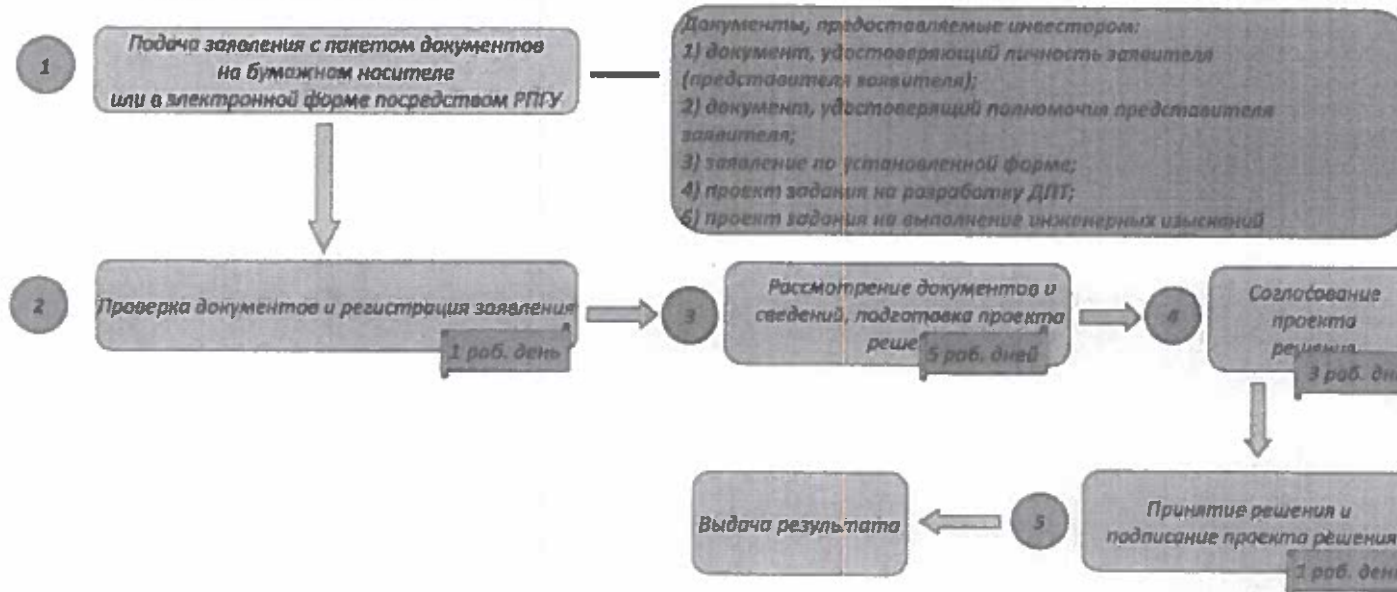 1
Подача заявления с пакетом документов
на бумажном носителе
или в электронной форме посредством РПГУ
Документы, предоставляемые инвестором:
1) документ, удостоверяющий личность заявителя
(представителя заявителя);
2) документ, удостоверящий полномочия представителя
заявителя;
3) заявление по установленной форме;
4) проект задания на разработку ДПТ;
5) проект задания на выполнение инженерных изысканий
2
Проверка документов и регистрация заявления
1 раб. день
3
Рассмотрение документов и
сведений, подготовка проекта
реше
5 раб. дней
4
Согласование
проекта
решения
3 раб. дн
Выдача результата
5
Принятие решения и
подписание проекта решения
1 раб. день